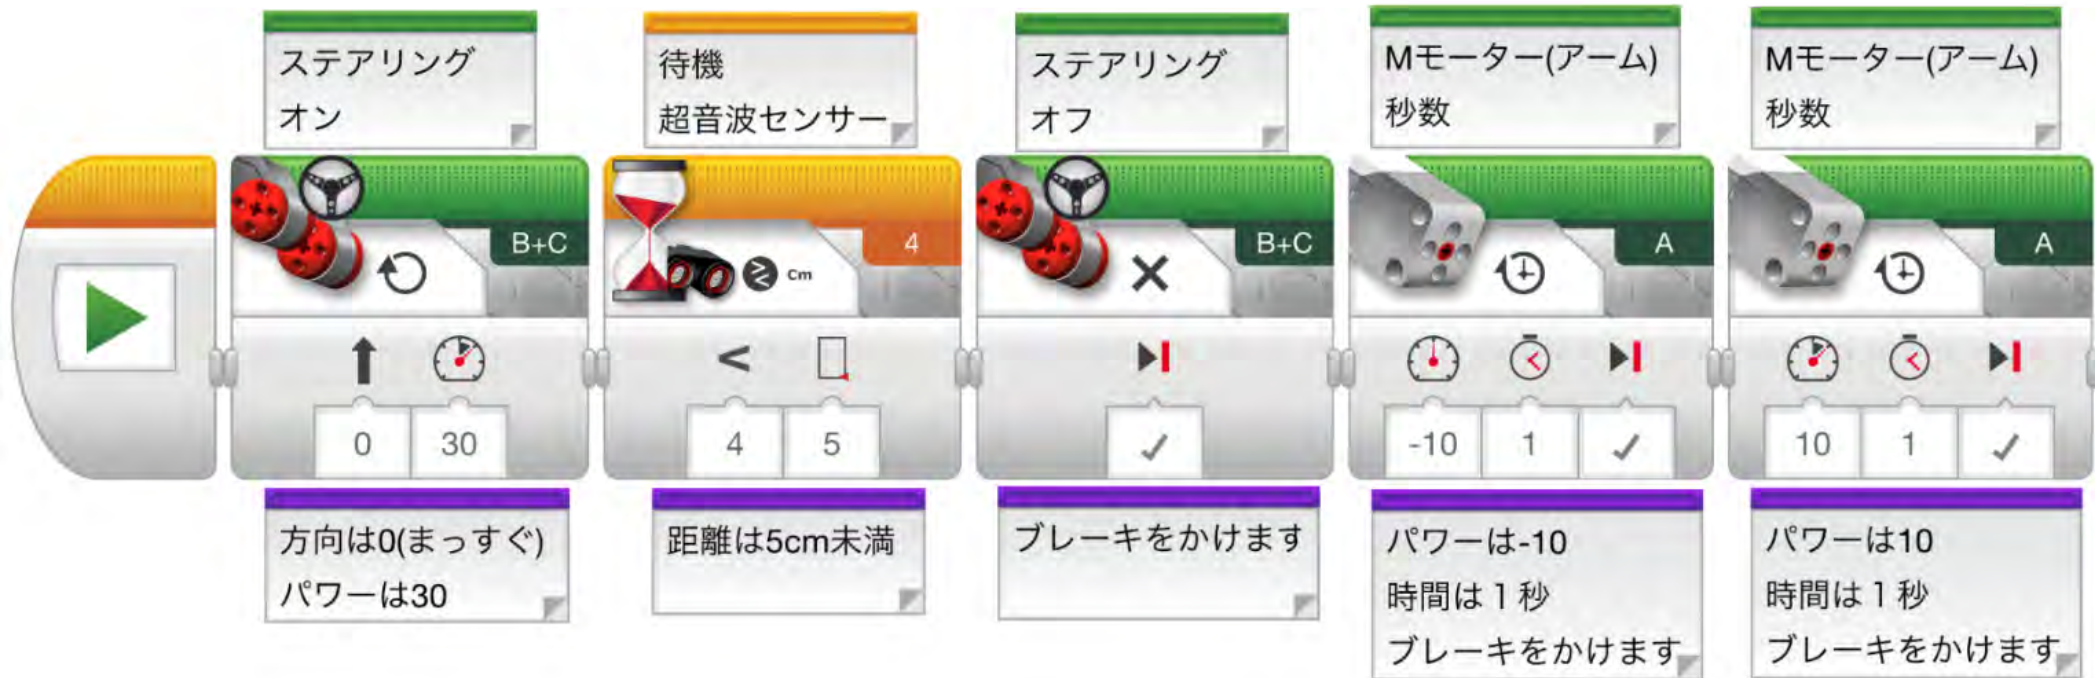 ステアリング
オン
待機
超音波センサー
ステアリング
オフ
Mモーター(アーム)
秒数
Mモーター(アーム)
秒数
B+C
4
Cm
B+C
A
A
<
0
30
4
5
-10
1
10
1
方向は0(まっすぐ)
パワーは30
距離は5cm未満
ブレーキをかけます
パワーは-10
時間は1秒
ブレーキをかけます
パワーは10
時間は1秒
ブレーキをかけます